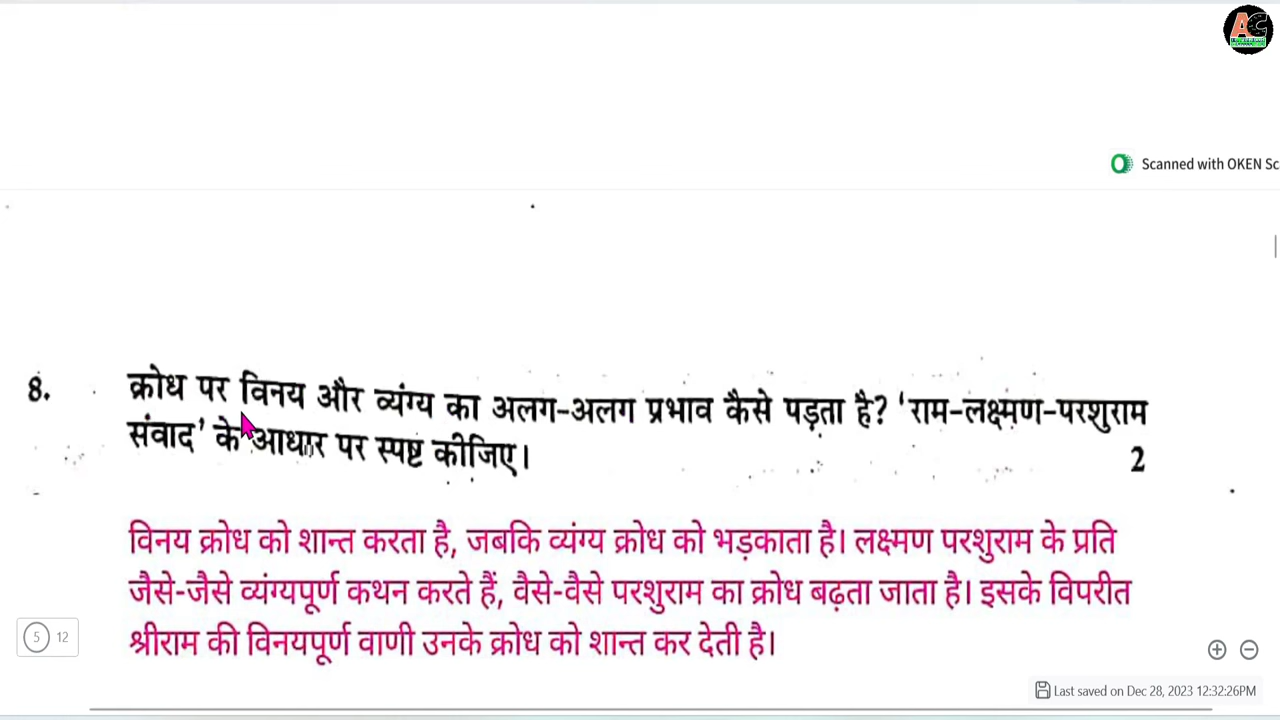 AC
Scanned with OKEN Sc
8. क्रोध पर विनय और व्यंग्य का अलग-अलग प्रभाव कैसे पड़ता है? 'राम-लक्ष्मण-परशुराम
संवाद' के आधार पर स्पष्ट कीजिए। 2
विनय क्रोध को शान्त करता है, जबकि व्यंग्य क्रोध को भड़काता है। लक्ष्मण परशुराम के प्रति
जैसे-जैसे व्यंग्यपूर्ण कथन करते हैं, वैसे-वैसे परशुराम का क्रोध बढ़ता जाता है। इसके विपरीत
श्रीराम की विनयपूर्ण वाणी उनके क्रोध को शान्त कर देती है।
5 12
Last saved on Dec 28, 2023 12:32:26PM